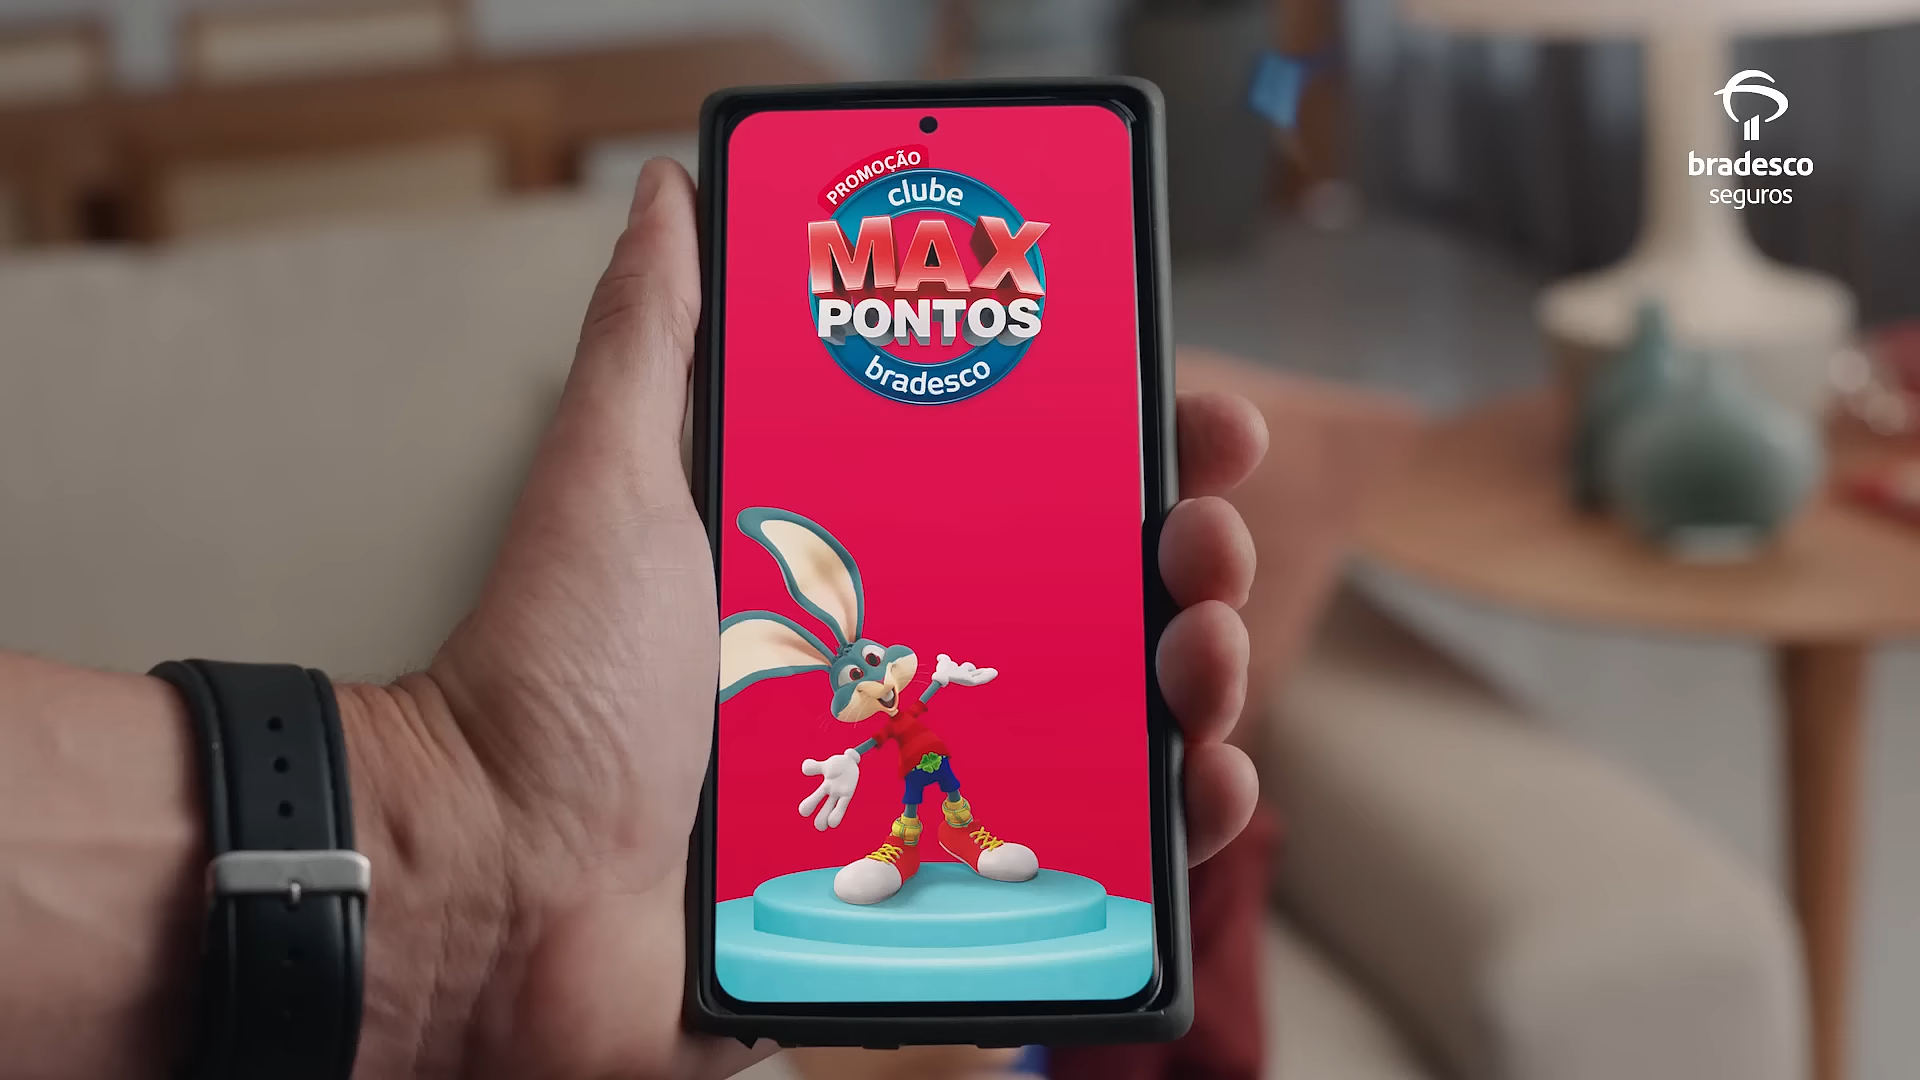 PROMOÇÃO
clube
MAX
PONTOS
bradesco
bradesco
seguros